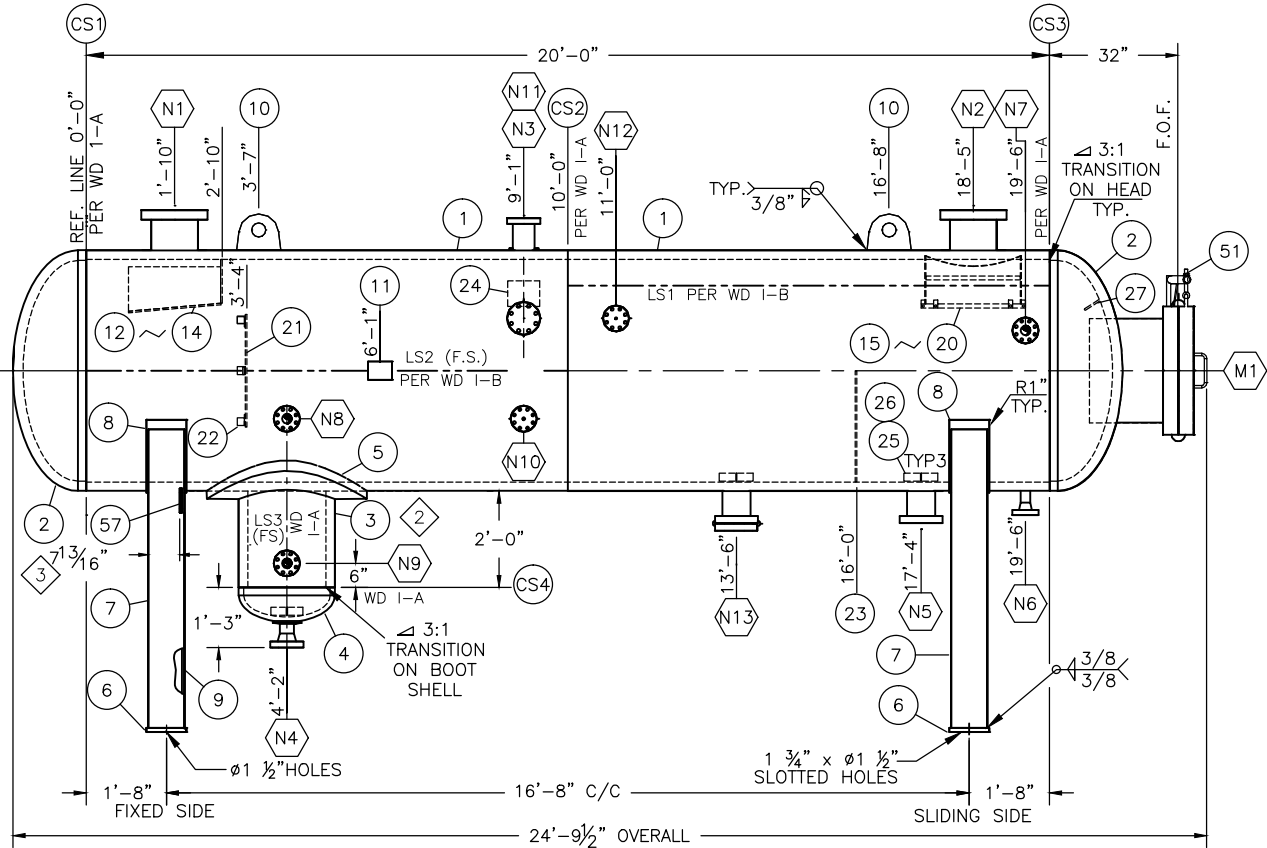 CS1
CS3
20'-0"
32"
REF. LINE 0'-0"
PER WD 1-A
N1
1'-10"
2'-10"
10
3'-7"
N11
N3
9'-1"
CS2
10'-0"
PER WD I-A
N12
11'-0"
10
16'-8"
N2
18'-5"
N7
19'-6"
PER WD I-A
F.O.F.
3:1
TRANSITION
ON HEAD
TYP.
TYP.
3/8"
1
1
2
51
27
24
LS1 PER WD I-B
3'-4"
11
6'-1"
12 ~ 14
21
LS2 (F.S.)
PER WD I-B
15 ~ 20
M1
R1"
TYP.
8
22
N8
N10
26
25
TYP3
8
5
2
57
3
7 13/16"
LS3
(FS)
WD
I-A
3
2
2'-0"
N9
6"
WD I-A
CS4
13'-6"
N13
16'-0"
23
17'-4"
N5
19'-6"
N6
7
1'-3"
4
3:1
TRANSITION
ON BOOT
SHELL
9
6
4'-2"
N4
7
6
3/8
3/8
Ø1 ½"HOLES
1 ¾" x Ø1 ½"
SLOTTED HOLES
1'-8"
FIXED SIDE
16'-8" C/C
1'-8"
SLIDING SIDE
24'-9½" OVERALL